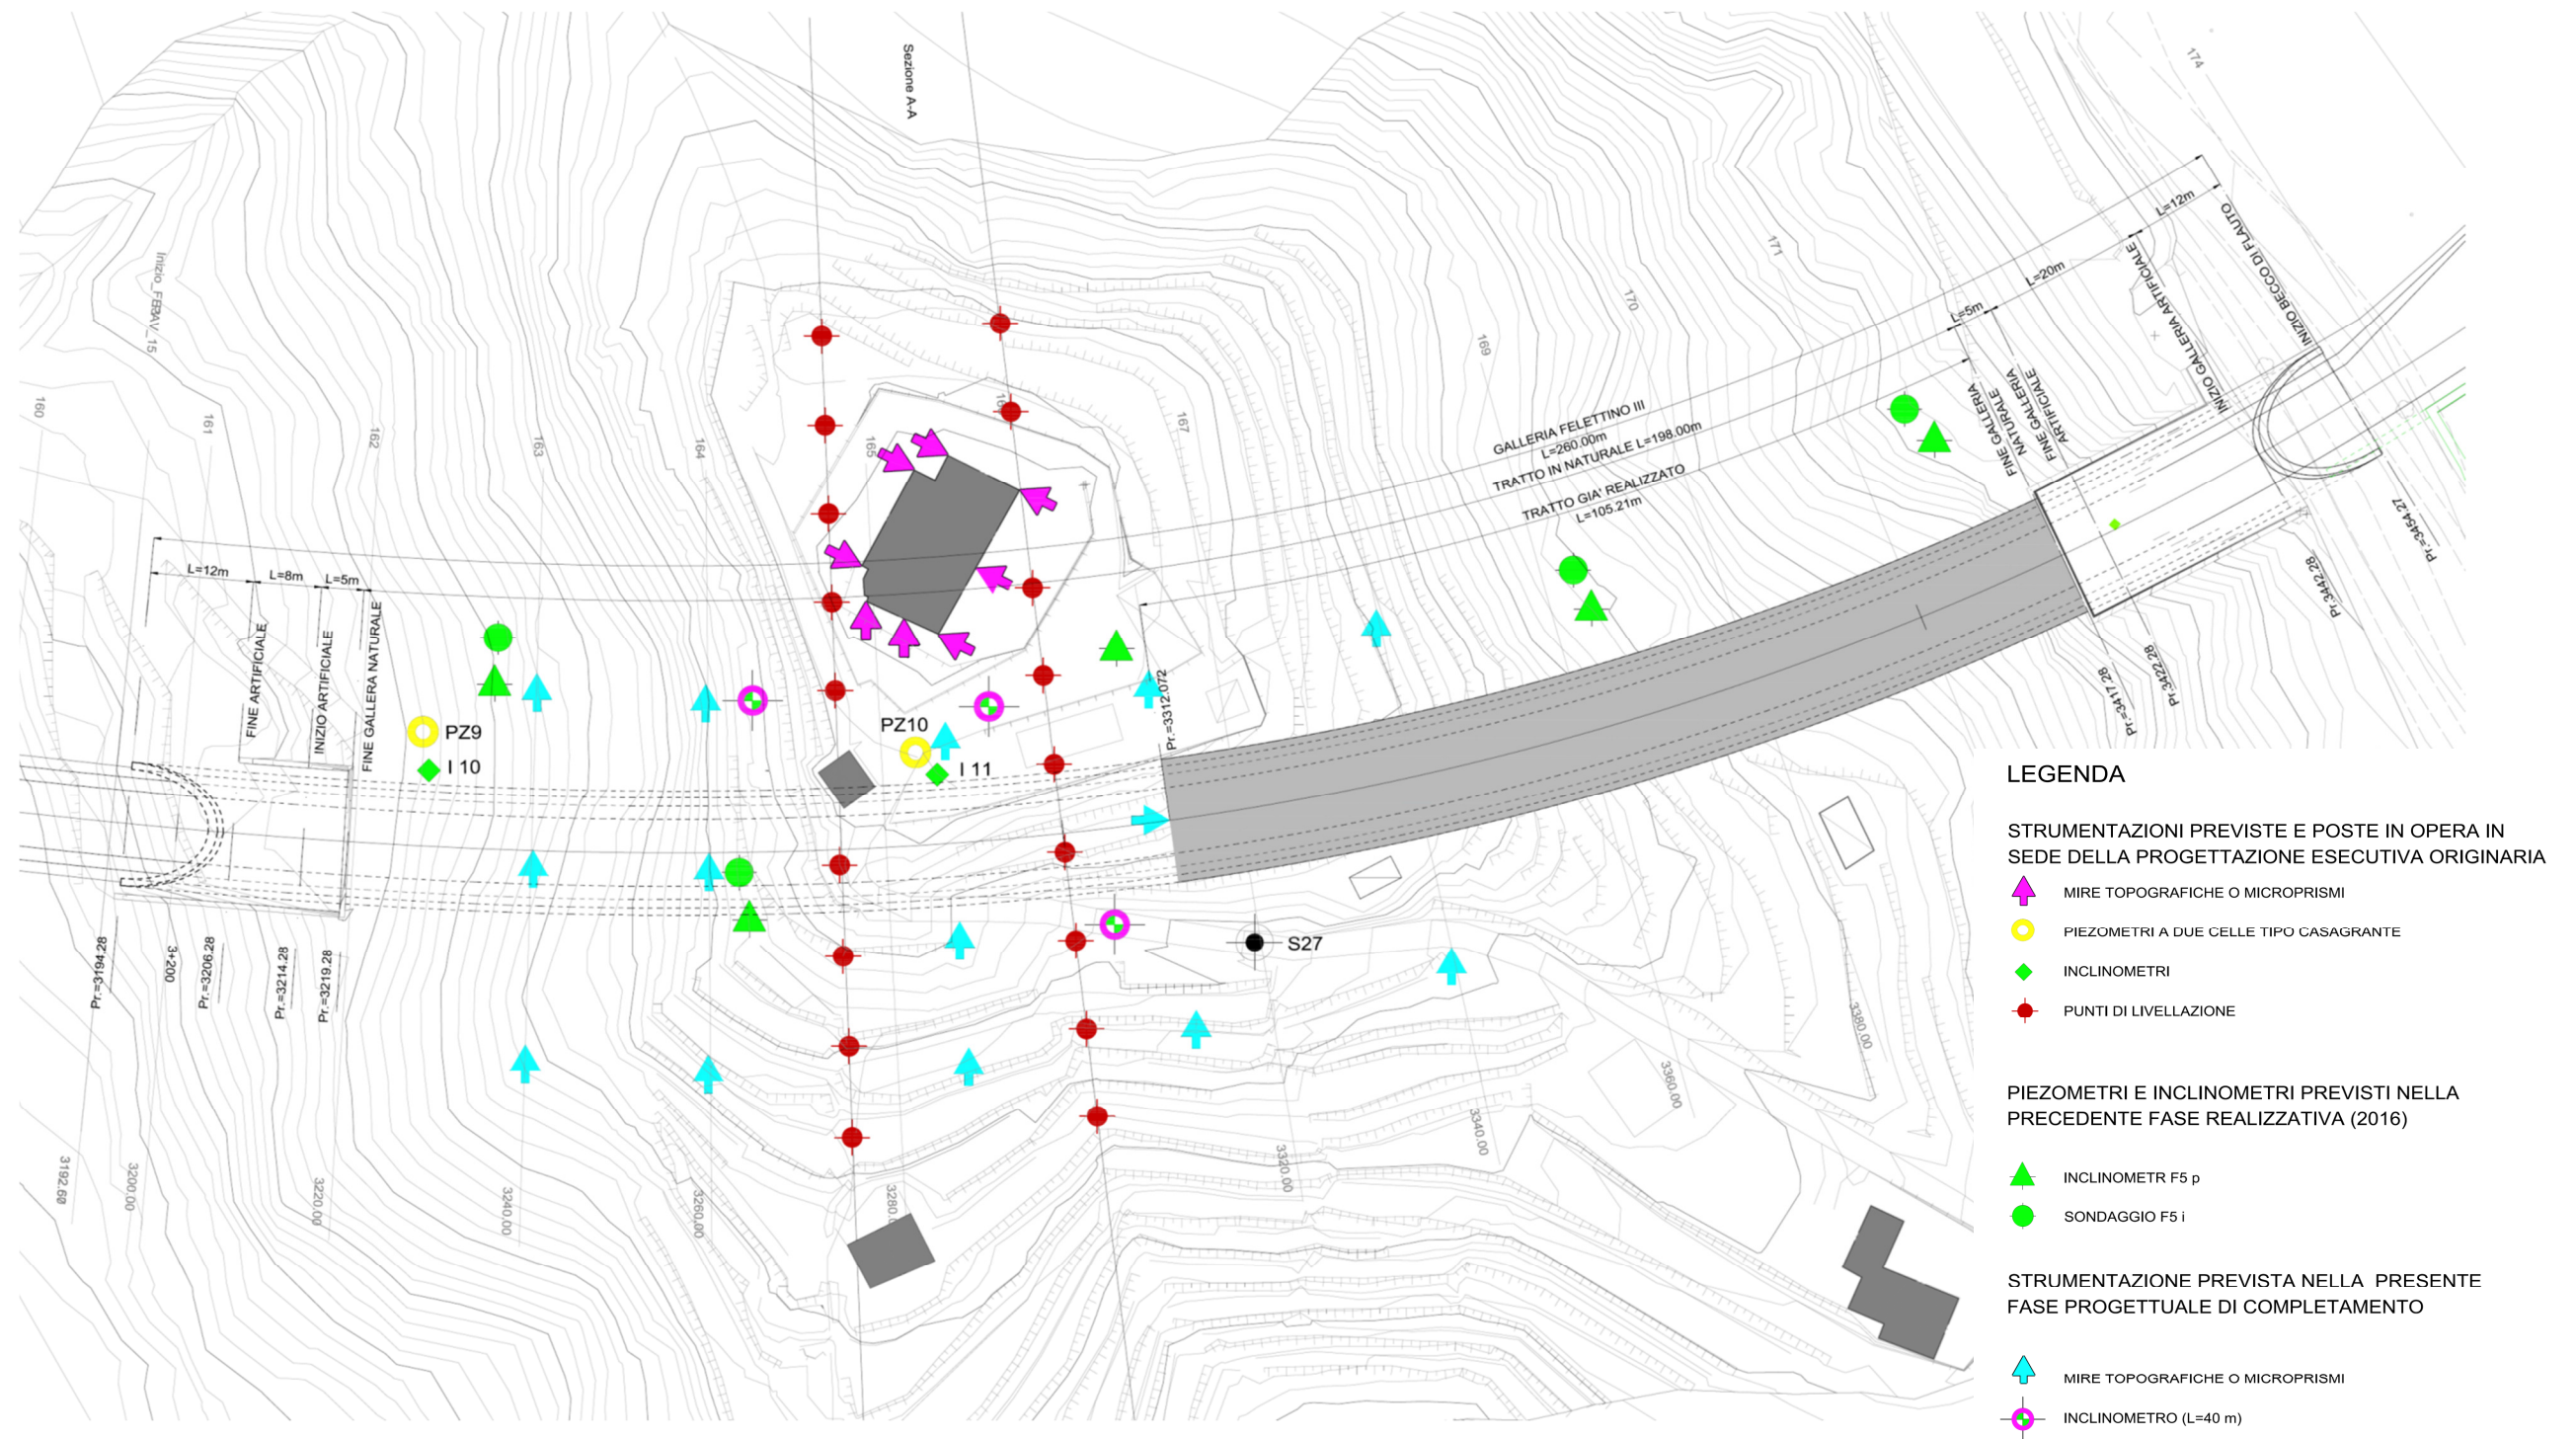 Sezione A-A
174
Inizio_FBAV_15
160
161
162
163
164
165
167
169
170
171
L=12m
L=20m
L=5m
INIZIO BECCO DI FLAUTO
INIZIO GALLERIA ARTIFICIALE
FINE GALLERIA
ARTIFICIALE
FINE GALLERIA
NATURALE
GALLERIA FELETTINO III
L=260.00m
TRATTO IN NATURALE L=198.00m
TRATTO GIA' REALIZZATO
L=105.21m
L=12m
L=8m
L=5m
FINE ARTIFICIALE
INIZIO ARTIFICIALE
FINE GALLERA NATURALE
PZ9
I 10
PZ10
I 11
S27
Pr.=3312.072
Pr.=3417.28
Pr.3422.28
Pr.3442.28
Pr.=3454.27
Pr.=3194.28
3+200
Pr.=3206.28
Pr.=3214.28
Pr.=3219.28
3192.60
3200.00
3220.00
3240.00
3260.00
3320.00
3340.00
3360.00
3380.00
LEGENDA
STRUMENTAZIONI PREVISTE E POSTE IN OPERA IN
SEDE DELLA PROGETTAZIONE ESECUTIVA ORIGINARIA
MIRE TOPOGRAFICHE O MICROPRISMI
PIEZOMETRI A DUE CELLE TIPO CASAGRANTE
INCLINOMETRI
PUNTI DI LIVELLAZIONE
PIEZOMETRI E INCLINOMETRI PREVISTI NELLA
PRECEDENTE FASE REALIZZATIVA (2016)
INCLINOMETR F5 p
SONDAGGIO F5 i
STRUMENTAZIONE PREVISTA NELLA PRESENTE
FASE PROGETTUALE DI COMPLETAMENTO
MIRE TOPOGRAFICHE O MICROPRISMI
INCLINOMETRO (L=40 m)